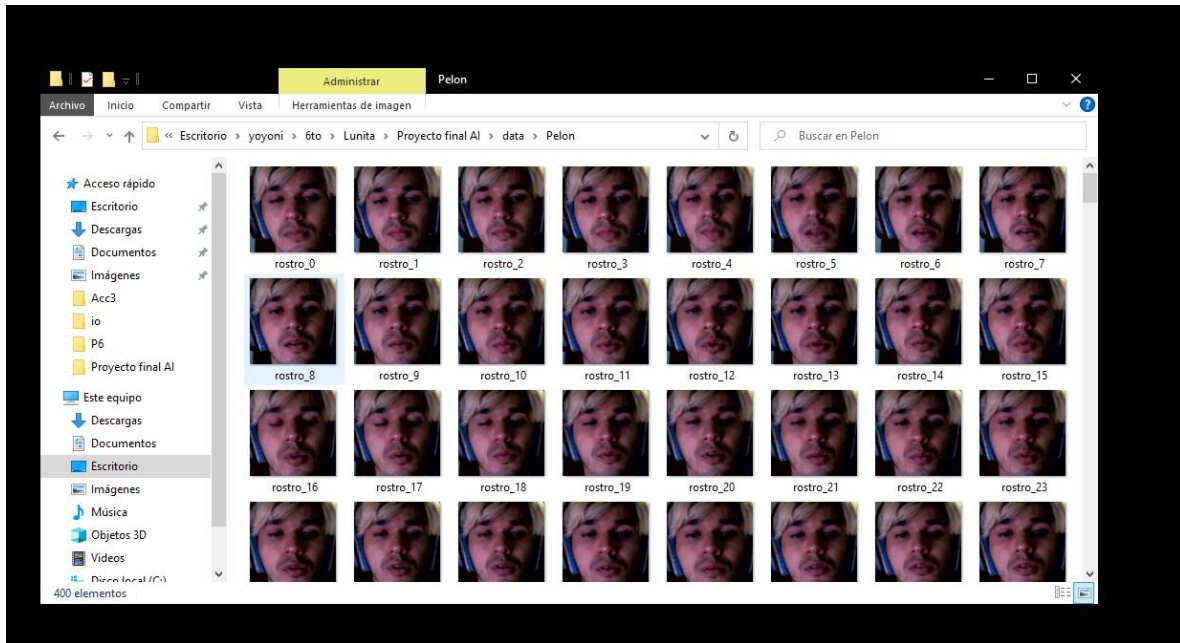 Administrar
Pelon
Archivo Inicio Compartir Vista Herramientas de imagen
« Escritorio > yoyoni > 6to > Lunita > Proyecto final AI > data > Pelon
Buscar en Pelon
Acceso rápido
Escritorio
Descargas
Documentos
Imágenes
Acc3
io
P6
Proyecto final AI
Este equipo
Descargas
Documentos
Escritorio
Imágenes
Música
Objetos 3D
Videos
Disco local (C:)
rostro_0 rostro_1 rostro_2 rostro_3 rostro_4 rostro_5 rostro_6 rostro_7
rostro_8 rostro_9 rostro_10 rostro_11 rostro_12 rostro_13 rostro_14 rostro_15
rostro_16 rostro_17 rostro_18 rostro_19 rostro_20 rostro_21 rostro_22 rostro_23
400 elementos